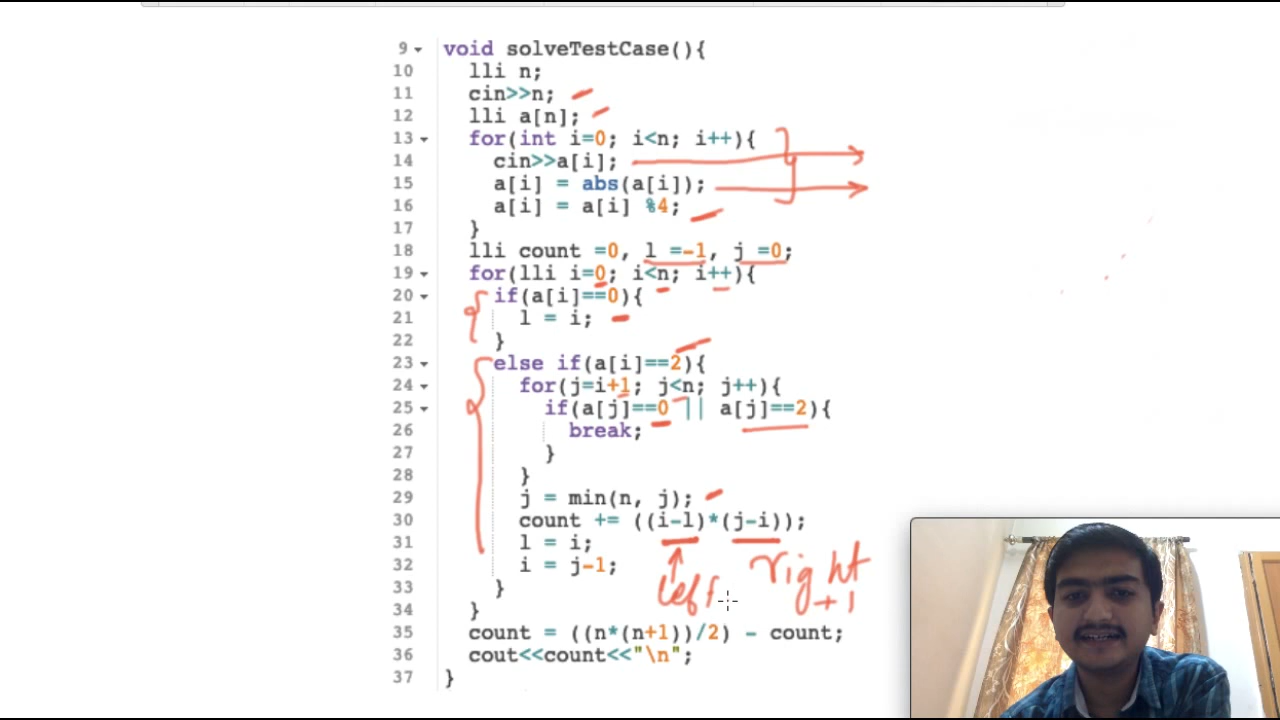 9 void solveTestCase(){
10 lli n;
11 cin>>n;
12 lli a[n];
13 for(int i=0; i<n; i++){
14 cin>>a[i];
15 a[i] = abs(a[i]);
16 a[i] = a[i] %4;
17 }
18 lli count =0, l =-1, j =0;
19 for(lli i=0; i<n; i++){
20 if(a[i]==0){
21 l = i;
22 }
23 else if(a[i]==2){
24 for(j=i+1; j<n; j++){
25 if(a[j]==0 || a[j]==2){
26 break;
27 }
28 }
29 j = min(n, j);
30 count += ((i-l)*(j-i));
31 l = i;
32 i = j-1;
33 }
34 }
35 count = ((n*(n+1))/2) - count;
36 cout<<count<<"\n";
37 }
left
right
+1